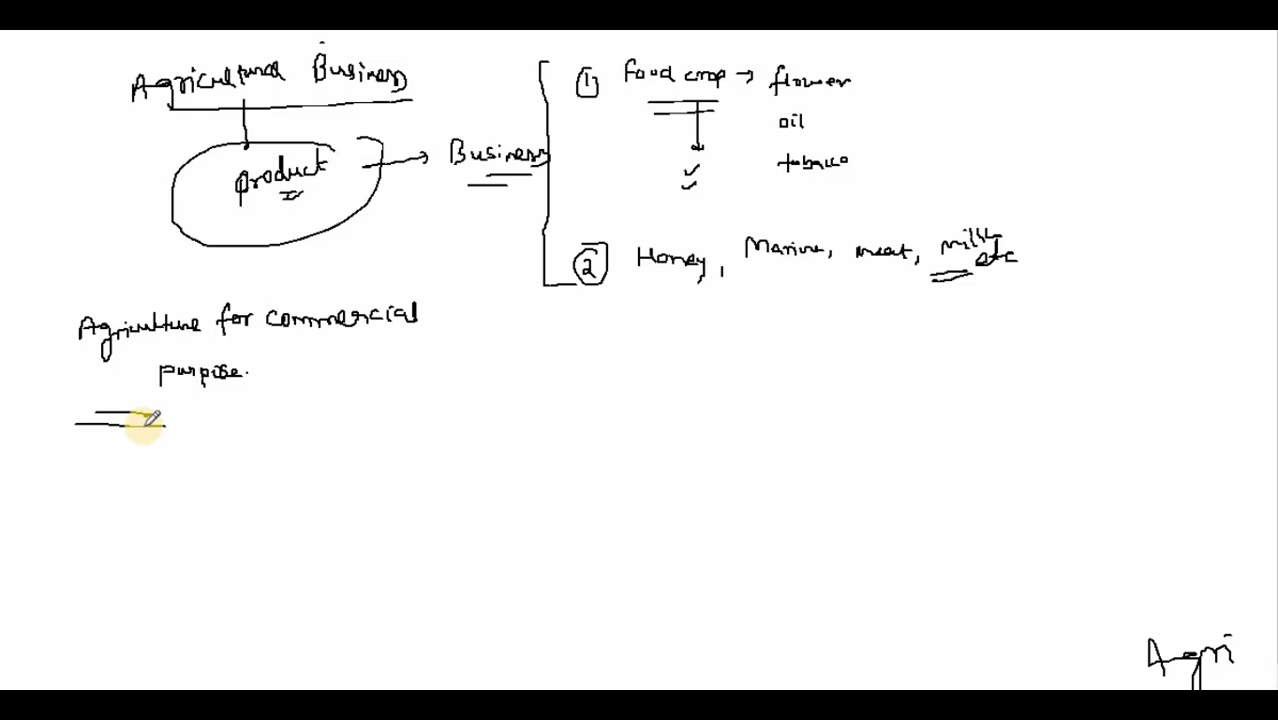 Agricultural Business
product → Business
① Food crop → flower
oil
tobacco
② Honey, Marine, meat, milk etc
Agriculture for commercial
purpose.
Agri